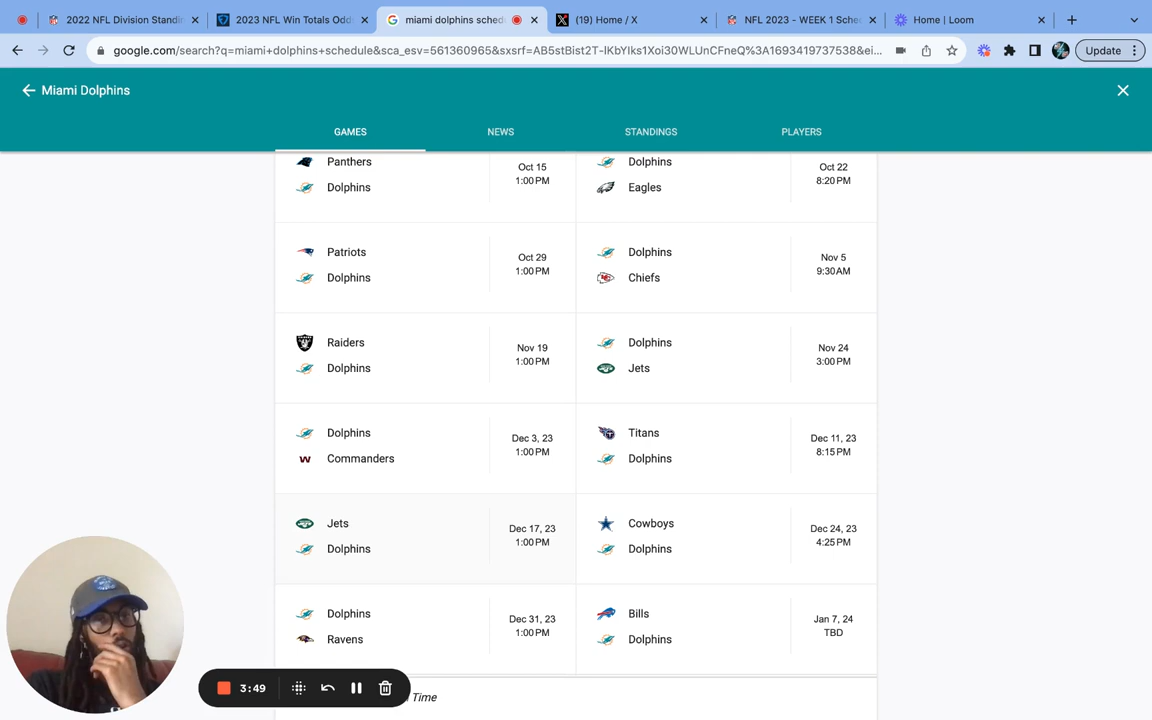 2022 NFL Division Standin
2023 NFL Win Totals Odd
miami dolphins sched
(19) Home / X
NFL 2023 - WEEK 1 Sche
Home | Loom
google.com/search?q=miami+dolphins+schedule&sca_esv=561360965&sxsrf=AB5stBist2T-IKbYIks1Xoi30WLUnCFneQ%3A1693419737538&ei...
Update
Miami Dolphins
GAMES
NEWS
STANDINGS
PLAYERS
Panthers
Dolphins
Oct 15
1:00 PM
Dolphins
Eagles
Oct 22
8:20 PM
Patriots
Dolphins
Oct 29
1:00 PM
Dolphins
Chiefs
Nov 5
9:30 AM
Raiders
Dolphins
Nov 19
1:00 PM
Dolphins
Jets
Nov 24
3:00 PM
Dolphins
Commanders
Dec 3, 23
1:00 PM
Titans
Dolphins
Dec 11, 23
8:15 PM
Jets
Dolphins
Dec 17, 23
1:00 PM
Cowboys
Dolphins
Dec 24, 23
4:25 PM
Dolphins
Ravens
Dec 31, 23
1:00 PM
Bills
Dolphins
Jan 7, 24
TBD
3:49
Time